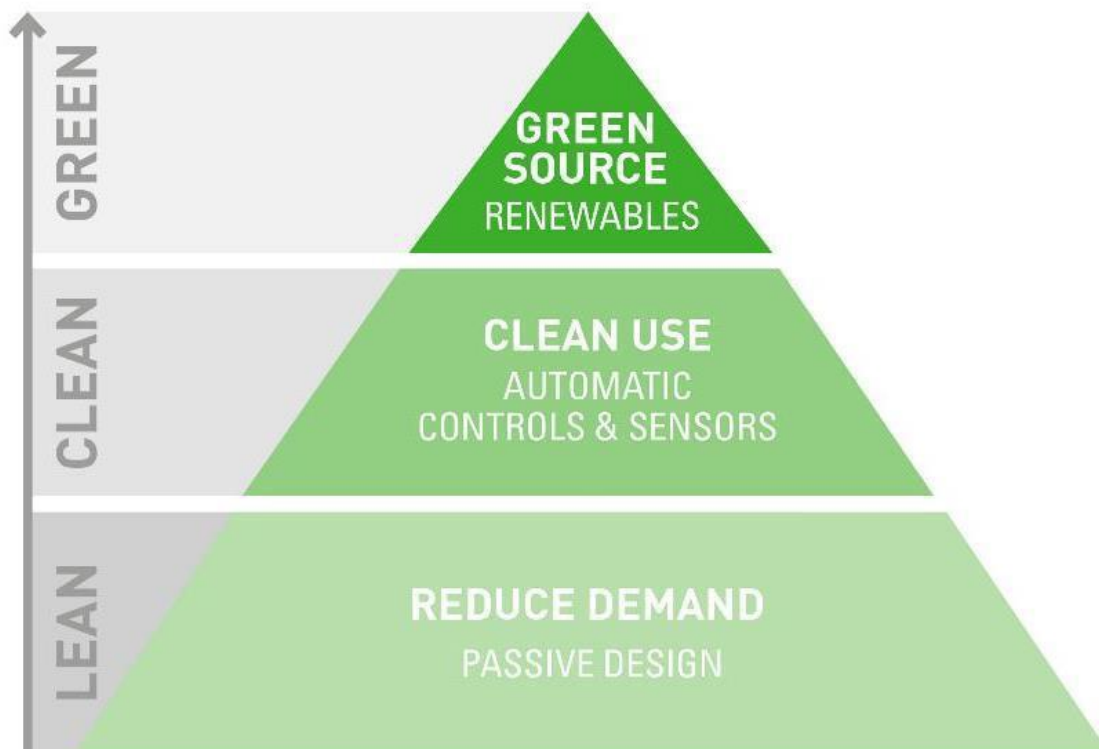 GREEN
GREEN
SOURCE
RENEWABLES
CLEAN
CLEAN USE
AUTOMATIC
CONTROLS & SENSORS
LEAN
REDUCE DEMAND
PASSIVE DESIGN